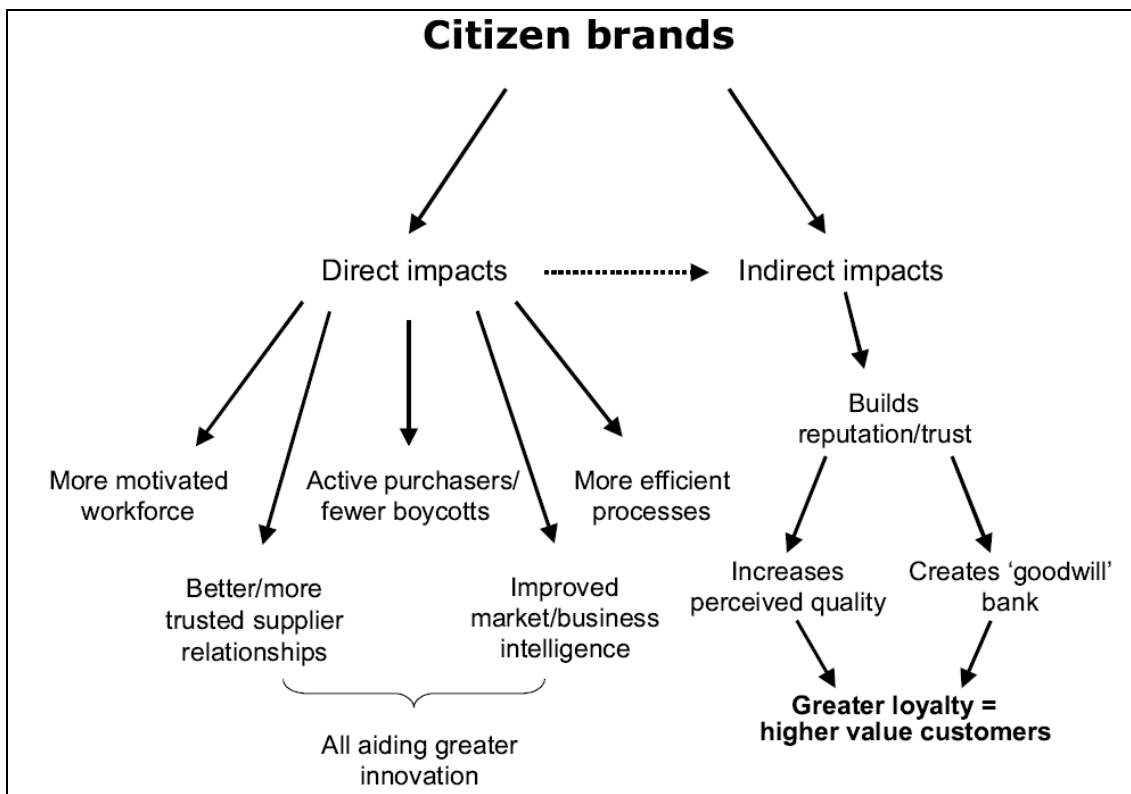 Citizen brands
Direct impacts
Indirect impacts
More motivated
workforce
Active purchasers/
fewer boycotts
More efficient
processes
Better/more
trusted supplier
relationships
Improved
market/business
intelligence
All aiding greater
innovation
Builds
reputation/trust
Increases
perceived quality
Creates ‘goodwill’
bank
Greater loyalty =
higher value customers